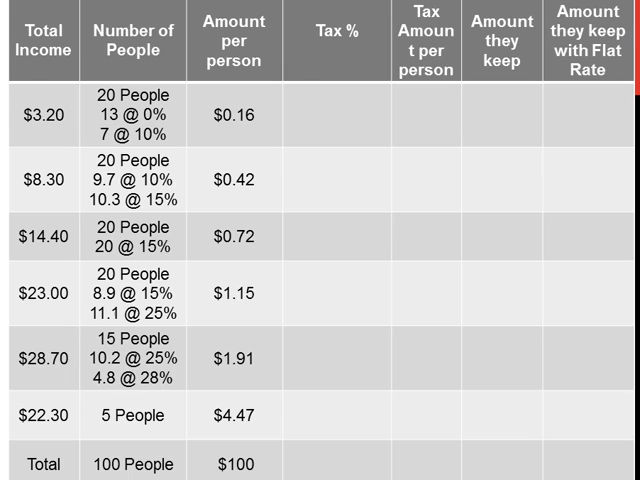 Total Income
Number of People
Amount per person
Tax %
Tax Amoun t per person
Amount they keep
Amount they keep with Flat Rate
$3.20
20 People
13 @ 0%
7 @ 10%
$0.16
$8.30
20 People
9.7 @ 10%
10.3 @ 15%
$0.42
$14.40
20 People
20 @ 15%
$0.72
$23.00
20 People
8.9 @ 15%
11.1 @ 25%
$1.15
$28.70
15 People
10.2 @ 25%
4.8 @ 28%
$1.91
$22.30
5 People
$4.47
Total
100 People
$100